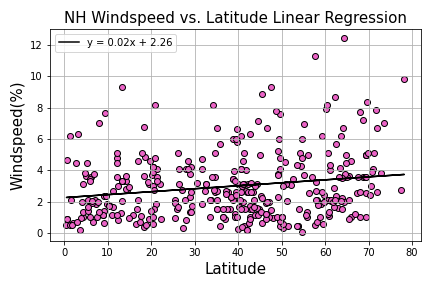 NH Windspeed vs. Latitude Linear Regression
y = 0.02x + 2.26
Windspeed(%)
12
10
8
6
4
2
0
0 10 20 30 40 50 60 70 80
Latitude